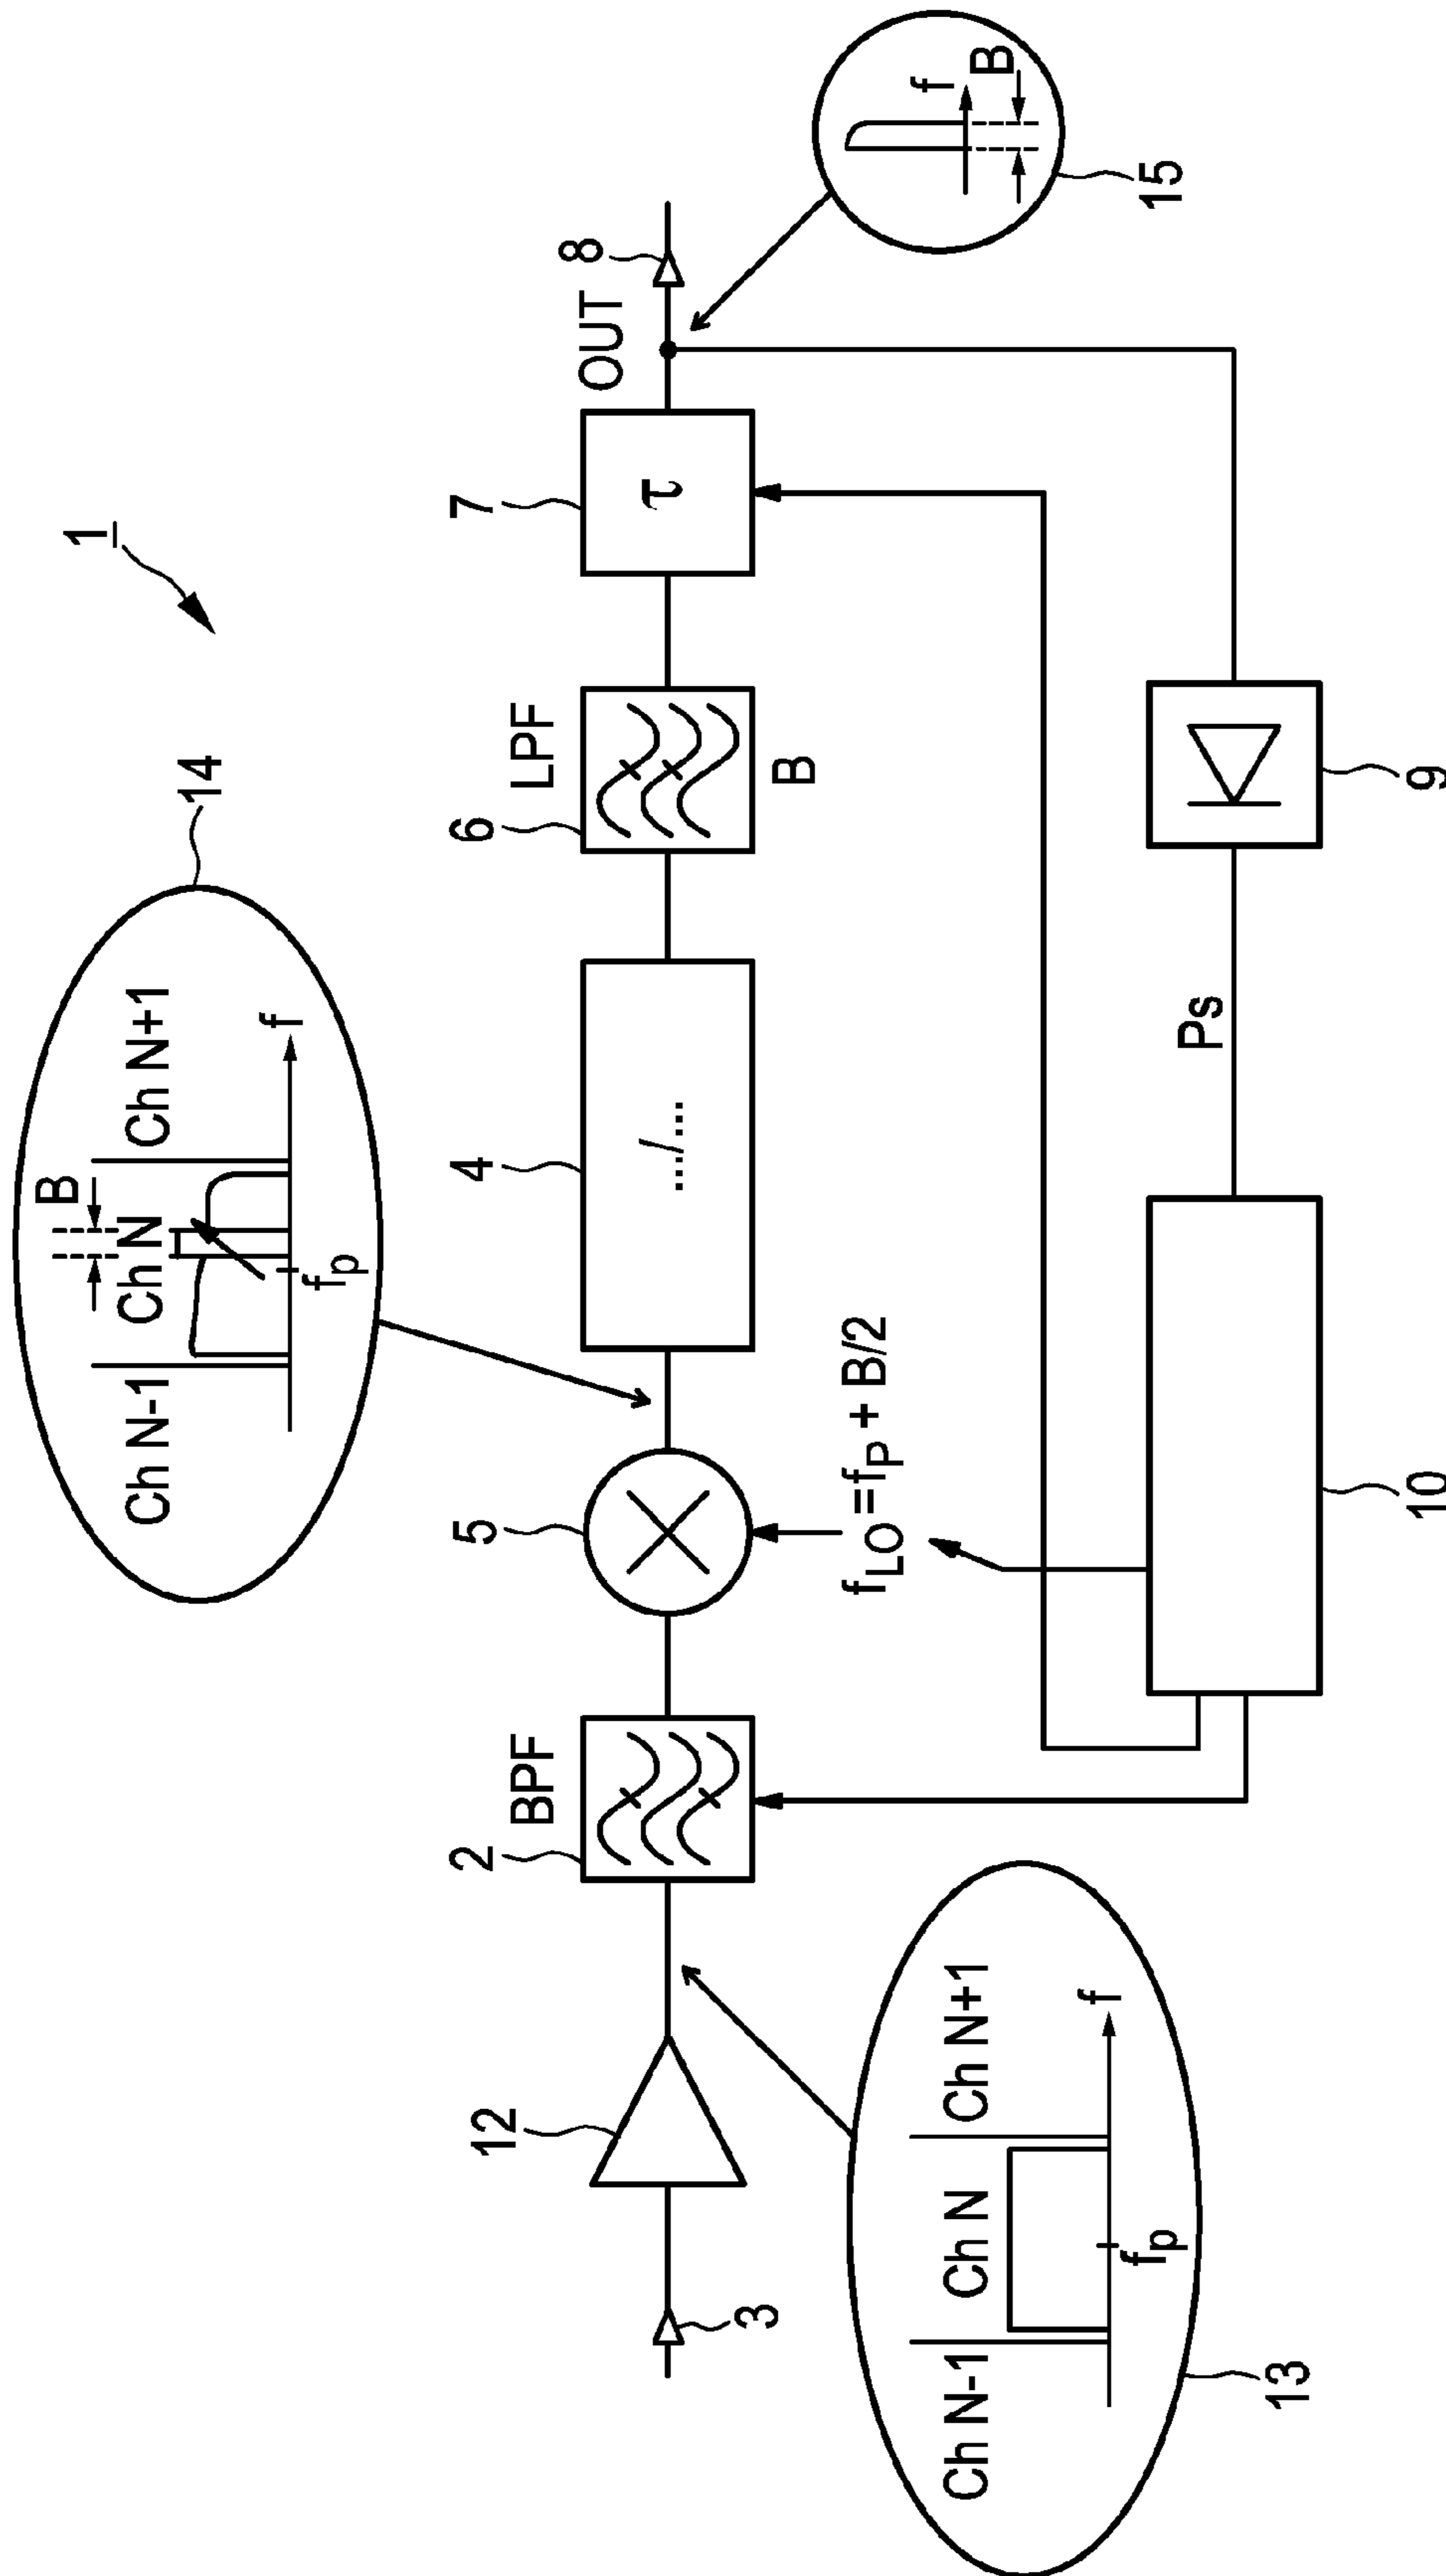 1
14
Ch N-1
Ch N
B
Ch N+1
f
fp
3
12
2
BPF
5
4
.../...
6
LPF
B
7
τ
OUT
8
fLO=fP + B/2
f
B
15
13
Ch N-1
Ch N
Ch N+1
f
fp
10
Ps
9